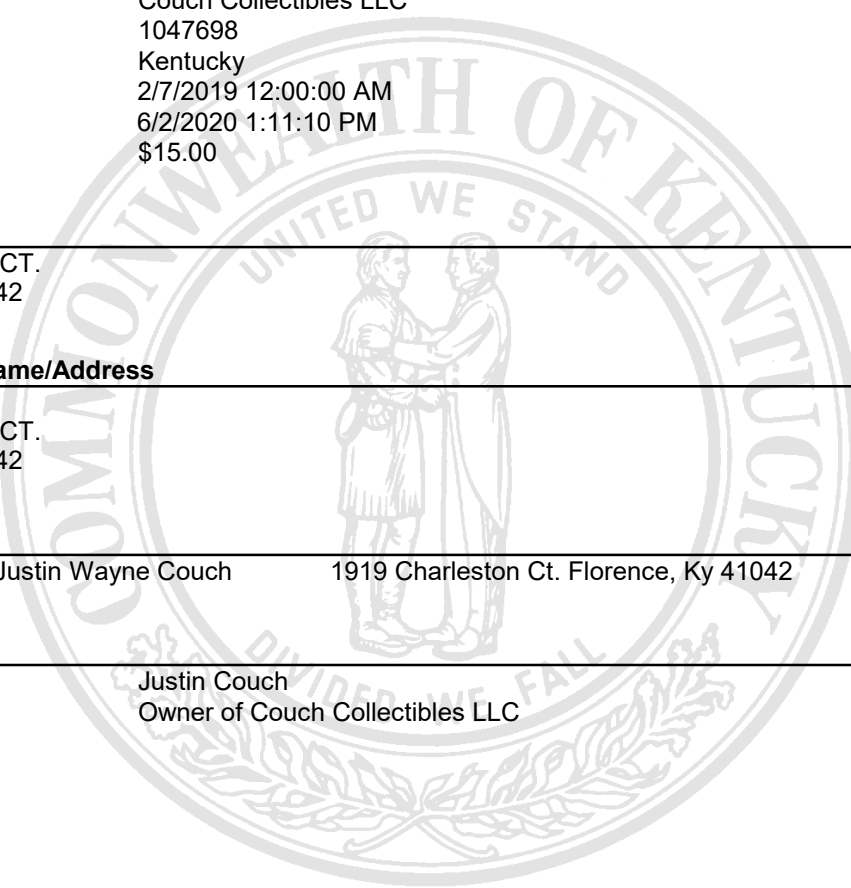 Couch Collectibles LLC
1047698
Kentucky
2/7/2019 12:00:00 AM
6/2/2020 1:11:10 PM
$15.00
COMMONWEALTH OF KENTUCKY
UNITED WE STAND
CT.
42
ame/Address
CT.
42
Justin Wayne Couch 1919 Charleston Ct. Florence, Ky 41042
DIVIDED WE FALL
Justin Couch
Owner of Couch Collectibles LLC